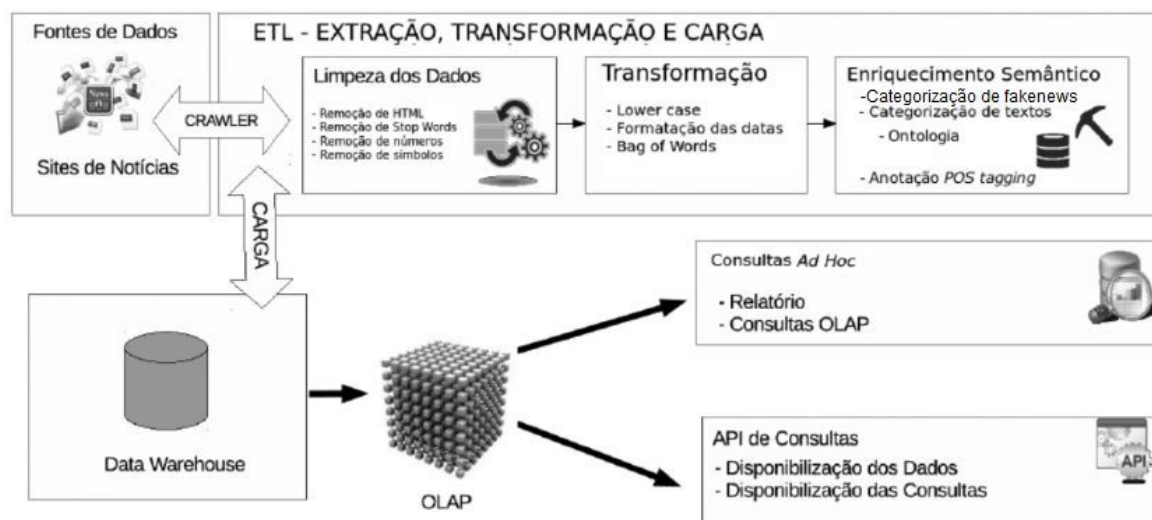 Fontes de Dados
News
CRAWLER
Sites de Notícias
ETL - EXTRAÇÃO, TRANSFORMAÇÃO E CARGA
Limpeza dos Dados
- Remoção de HTML
- Remoção de Stop Words
- Remoção de números
- Remoção de símbolos
Transformação
- Lower case
- Formatação das datas
- Bag of Words
Enriquecimento Semântico
-Categorização de fakenews
- Categorização de textos
- Ontologia
- Anotação POS tagging
CARGA
Data Warehouse
OLAP
Consultas Ad Hoc
- Relatório
- Consultas OLAP
API de Consultas
- Disponibilização dos Dados
- Disponibilização das Consultas
API